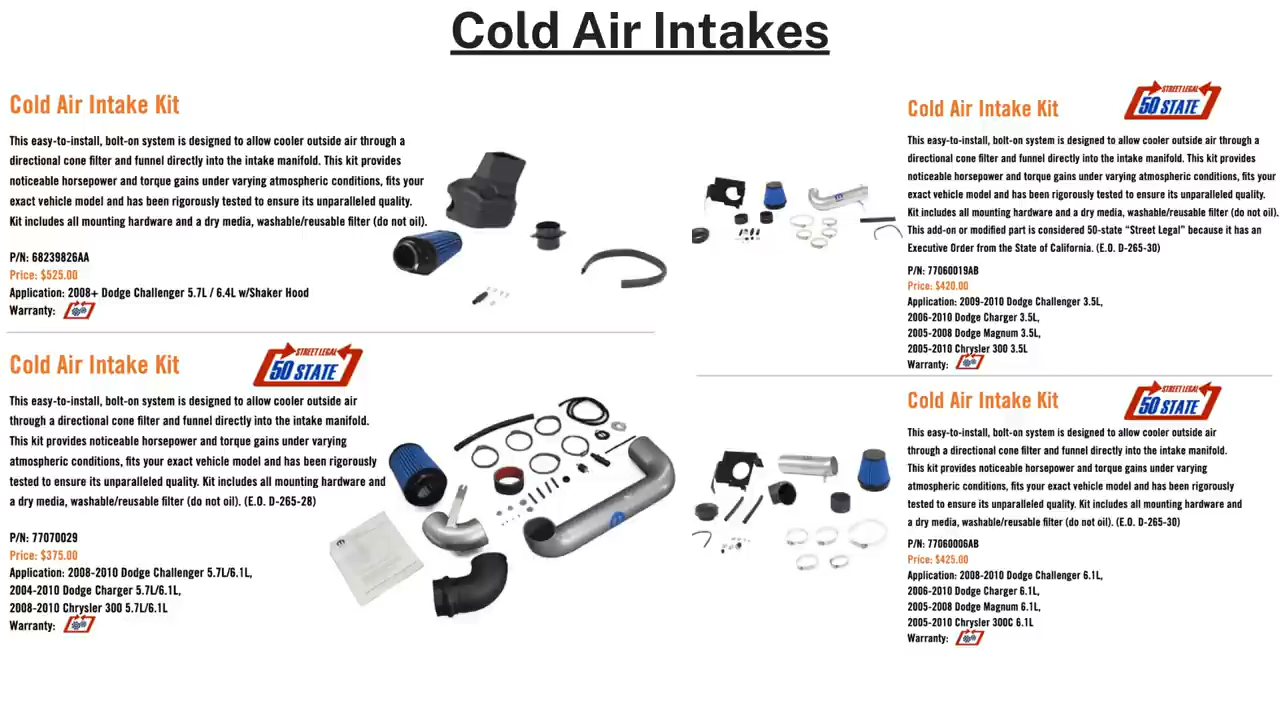 Cold Air Intakes
Cold Air Intake Kit
This easy-to-install, bolt-on system is designed to allow cooler outside air through a
directional cone filter and funnel directly into the intake manifold. This kit provides
noticeable horsepower and torque gains under varying atmospheric conditions, fits your
exact vehicle model and has been rigorously tested to ensure its unparalleled quality.
Kit includes all mounting hardware and a dry media, washable/reusable filter (do not oil).
P/N: 68239826AA
Price: $525.00
Application: 2008+ Dodge Challenger 5.7L / 6.4L w/Shaker Hood
Warranty:
Cold Air Intake Kit
STREET LEGAL
50 STATE
This easy-to-install, bolt-on system is designed to allow cooler outside air
through a directional cone filter and funnel directly into the intake manifold.
This kit provides noticeable horsepower and torque gains under varying
atmospheric conditions, fits your exact vehicle model and has been rigorously
tested to ensure its unparalleled quality. Kit includes all mounting hardware and
a dry media, washable/reusable filter (do not oil). (E.O. D-265-28)
P/N: 77070029
Price: $375.00
Application: 2008-2010 Dodge Challenger 5.7L/6.1L,
2004-2010 Dodge Charger 5.7L/6.1L,
2008-2010 Chrysler 300 5.7L/6.1L
Warranty:
Cold Air Intake Kit
STREET LEGAL
50 STATE
This easy-to-install, bolt-on system is designed to allow cooler outside air through a
directional cone filter and funnel directly into the intake manifold. This kit provides
noticeable horsepower and torque gains under varying atmospheric conditions, fits your
exact vehicle model and has been rigorously tested to ensure its unparalleled quality.
Kit includes all mounting hardware and a dry media, washable/reusable filter (do not oil).
This add-on or modified part is considered 50-state “Street Legal” because it has an
Executive Order from the State of California. (E.O. D-265-30)
P/N: 77060019AB
Price: $420.00
Application: 2009-2010 Dodge Challenger 3.5L,
2006-2010 Dodge Charger 3.5L,
2005-2008 Dodge Magnum 3.5L,
2005-2010 Chrysler 300 3.5L
Warranty:
Cold Air Intake Kit
STREET LEGAL
50 STATE
This easy-to-install, bolt-on system is designed to allow cooler outside air
through a directional cone filter and funnel directly into the intake manifold.
This kit provides noticeable horsepower and torque gains under varying
atmospheric conditions, fits your exact vehicle model and has been rigorously
tested to ensure its unparalleled quality. Kit includes all mounting hardware and
a dry media, washable/reusable filter (do not oil). (E.O. D-265-30)
P/N: 77060006AB
Price: $425.00
Application: 2008-2010 Dodge Challenger 6.1L,
2006-2010 Dodge Charger 6.1L,
2005-2008 Dodge Magnum 6.1L,
2005-2010 Chrysler 300C 6.1L
Warranty: